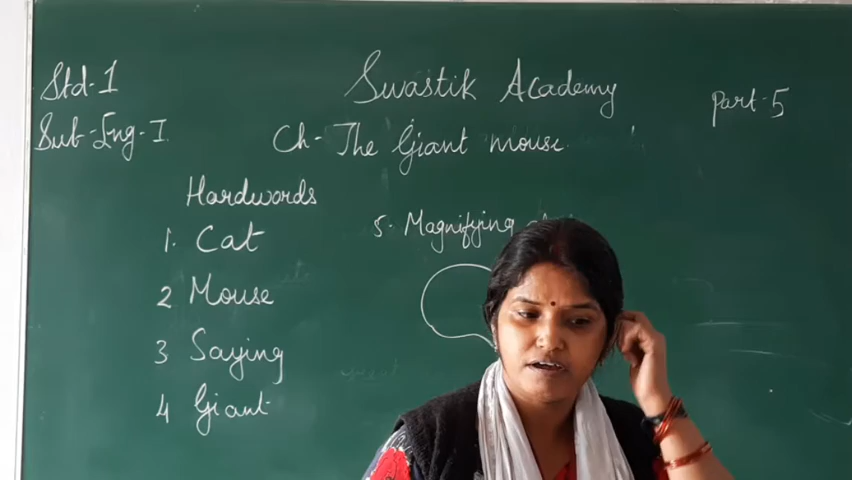 Std-1
Swastik Academy
Part-5
Sub-Eng-I
Ch- The Giant mouse.
Hardwords
1. Cat
2 Mouse
3 Saying
4 Giant
5. Magnifying